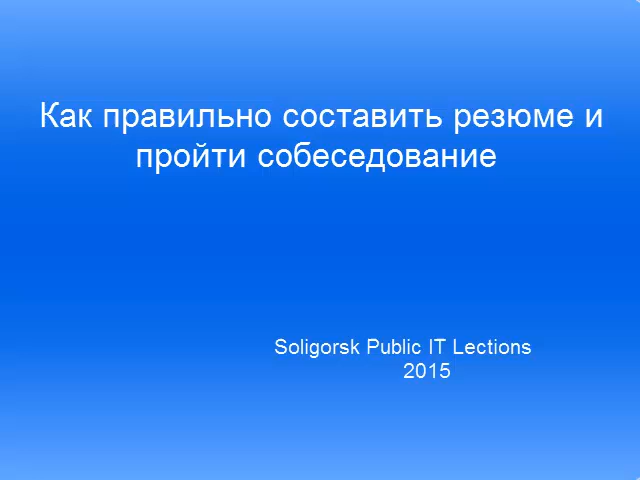 Как правильно составить резюме и
пройти собеседование
Soligorsk Public IT Lections
2015